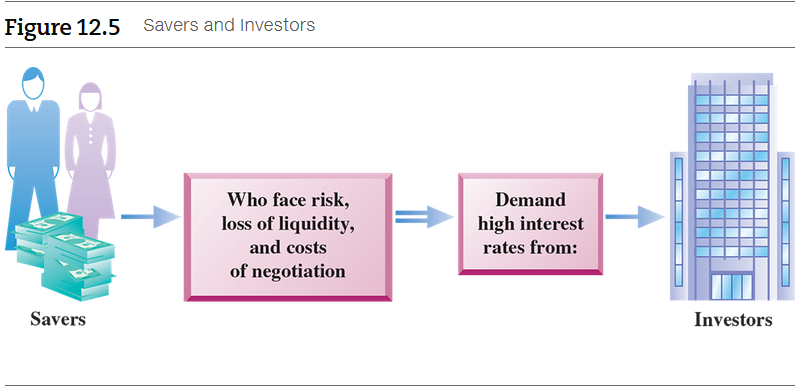 Figure 12.5 Savers and Investors
Who face risk,
loss of liquidity,
and costs
of negotiation
Demand
high interest
rates from:
Savers
Investors